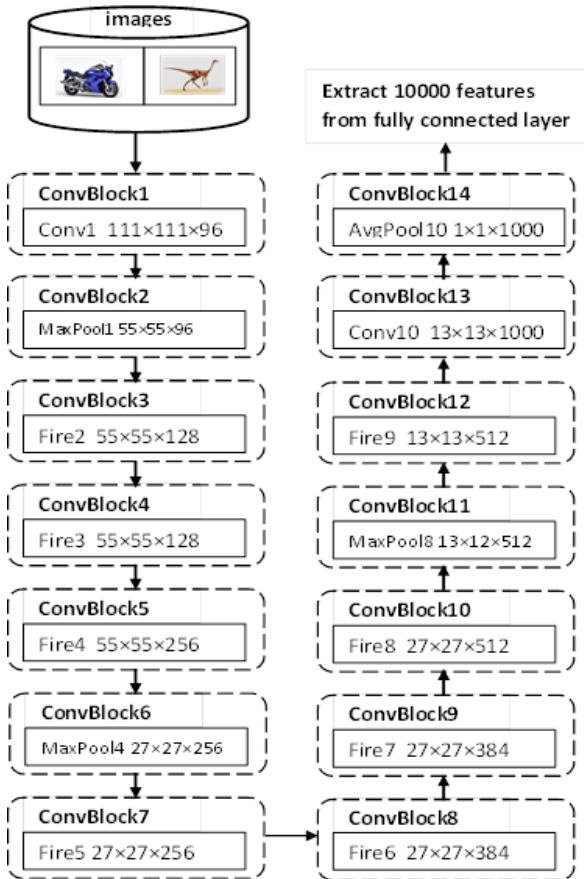 images
ConvBlock1
Conv1 111×111×96
ConvBlock2
MaxPool1 55×55×96
ConvBlock3
Fire2 55×55×128
ConvBlock4
Fire3 55×55×128
ConvBlock5
Fire4 55×55×256
ConvBlock6
MaxPool4 27×27×256
ConvBlock7
Fire5 27×27×256
ConvBlock8
Fire6 27×27×384
ConvBlock9
Fire7 27×27×384
ConvBlock10
Fire8 27×27×512
ConvBlock11
MaxPool8 13×12×512
ConvBlock12
Fire9 13×13×512
ConvBlock13
Conv10 13×13×1000
ConvBlock14
AvgPool10 1×1×1000
Extract 10000 features
from fully connected layer